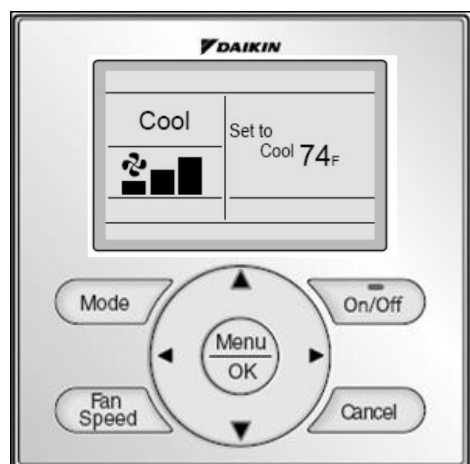 DAIKIN
Cool
Set to
Cool 74F
Mode
On/Off
Menu
OK
Fan
Speed
Cancel